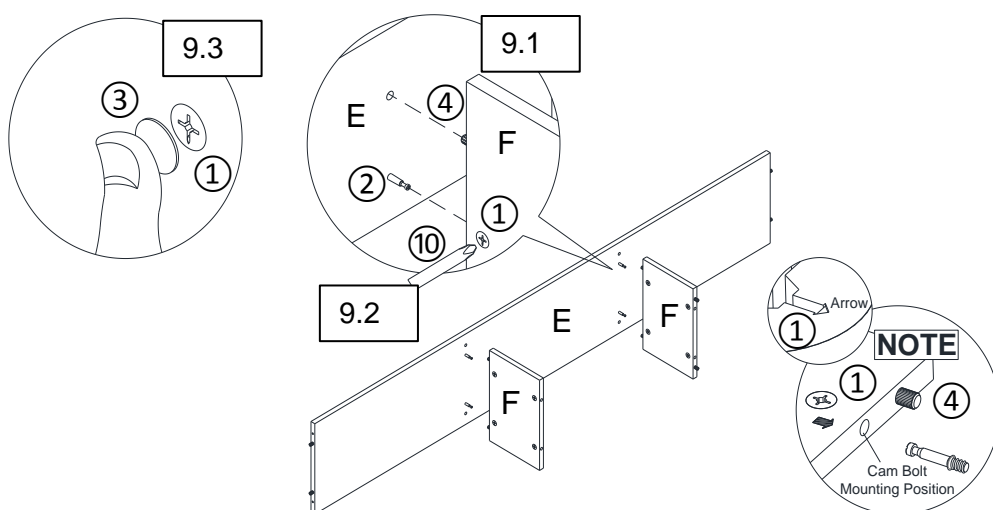 9.3
③
①
9.1
E
④
F
②
①
⑩
9.2
E
F
F
Arrow
①
NOTE
①
④
Cam Bolt
Mounting Position